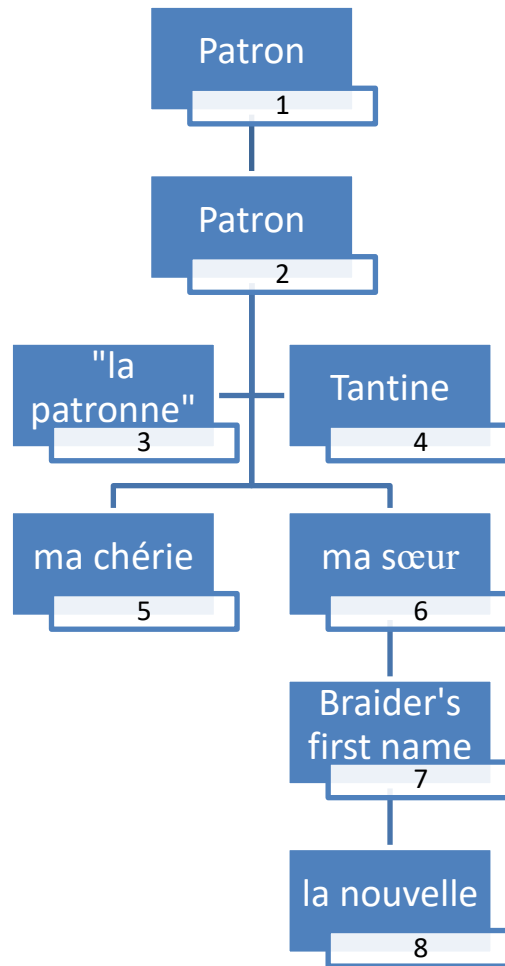 Patron
1
Patron
2
"la
patronne"
3
Tantine
4
ma chérie
5
ma sœur
6
Braider's
first name
7
la nouvelle
8